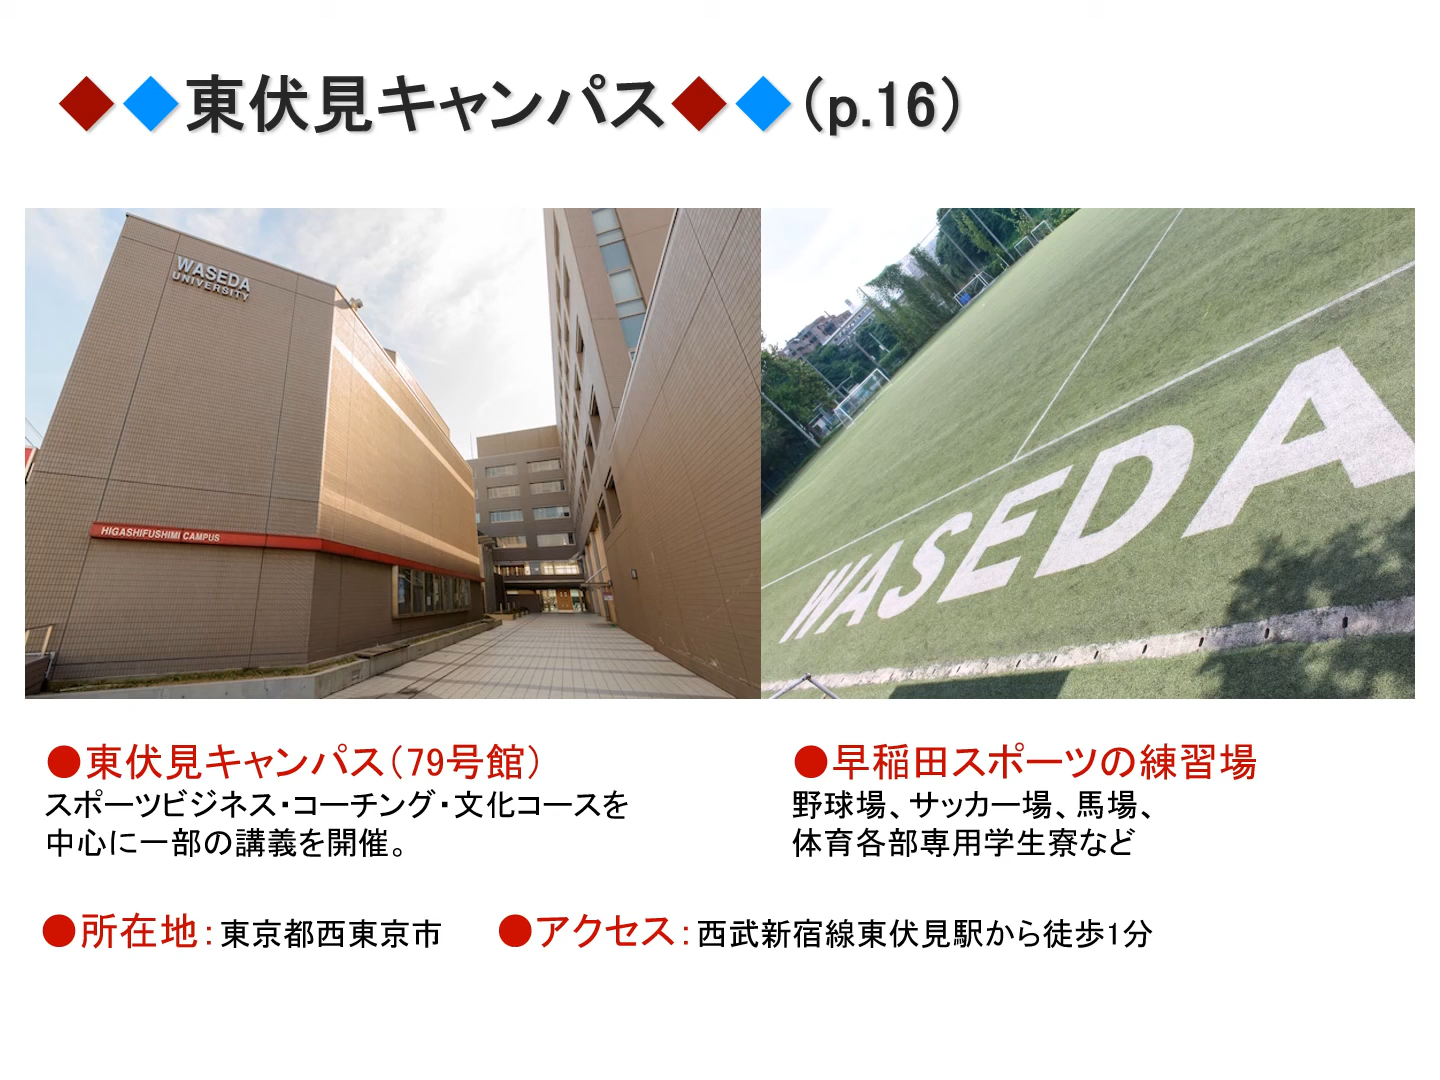 ◆◆東伏見キャンパス◆◆（p.16）
WASEDA
UNIVERSITY
HIGASHIFUSHIMI CAMPUS
WASEDA
●東伏見キャンパス（79号館）
スポーツビジネス・コーチング・文化コースを
中心に一部の講義を開催。
●早稲田スポーツの練習場
野球場、サッカー場、馬場、
体育各部専用学生寮など
●所在地：東京都西東京市
●アクセス：西武新宿線東伏見駅から徒歩1分